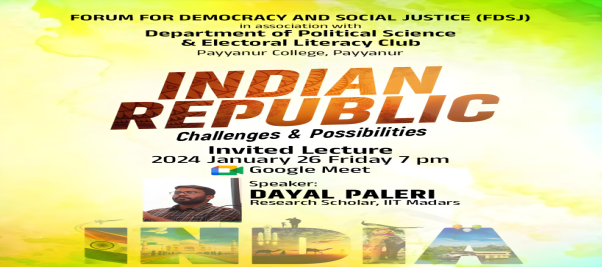 FORUM FOR DEMOCRACY AND SOCIAL JUSTICE (FDSJ)
in association with
Department of Political Science
& Electoral Literacy Club
Payyanur College, Payyanur
INDIAN
REPUBLIC
Challenges & Possibilities
Invited Lecture
2024 January 26 Friday 7 pm
Google Meet
Speaker:
DAYAL PALERI
Research Scholar, IIT Madars
INDIA